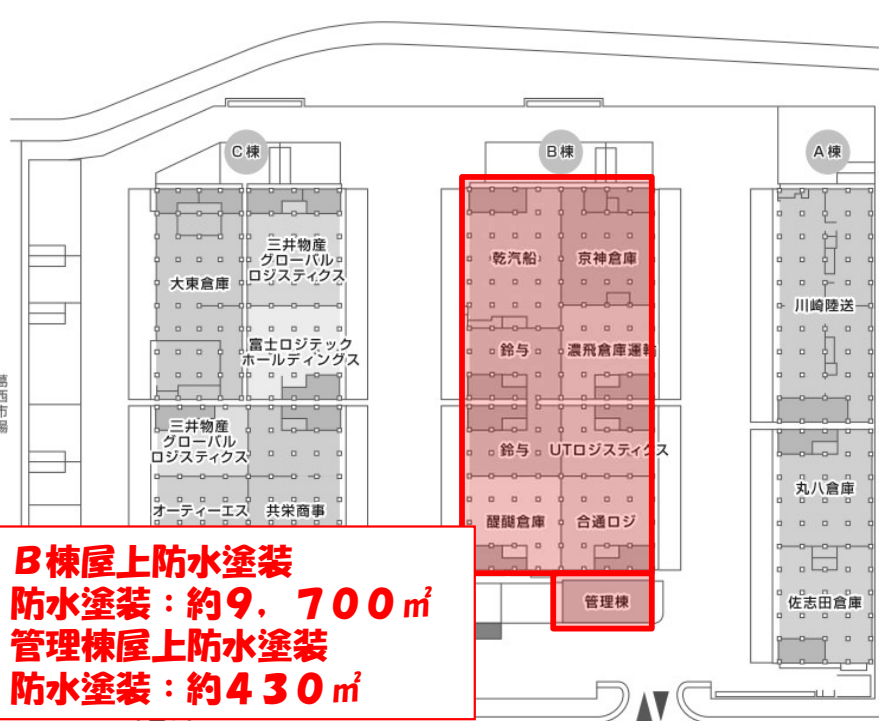 C棟
B棟
A棟
大東倉庫
三井物産
グローバル
ロジスティクス
富士ロジテック
ホールディングス
三井物産
グローバル
ロジスティクス
オーティーエス
共栄商事
乾汽船
京神倉庫
鈴与
濃飛倉庫運輸
鈴与
UTロジスティクス
醍醐倉庫
合通ロジ
管理棟
川崎陸送
丸八倉庫
佐志田倉庫
葛西市場
B棟屋上防水塗装
防水塗装:約9,700㎡
管理棟屋上防水塗装
防水塗装:約430㎡